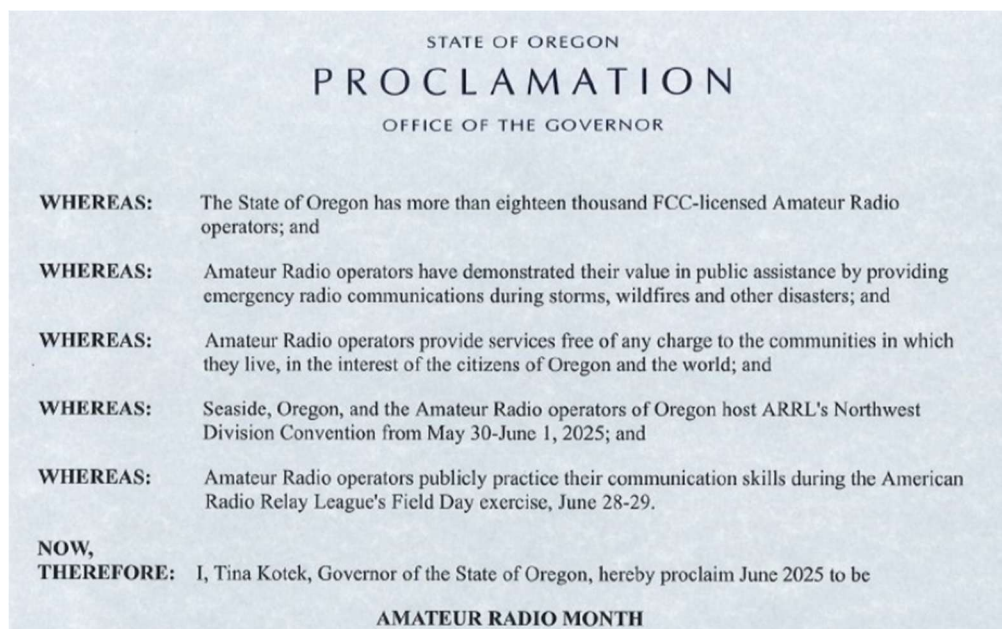 STATE OF OREGON
PROCLAMATION
OFFICE OF THE GOVERNOR
WHEREAS: The State of Oregon has more than eighteen thousand FCC-licensed Amateur Radio
operators; and
WHEREAS: Amateur Radio operators have demonstrated their value in public assistance by providing
emergency radio communications during storms, wildfires and other disasters; and
WHEREAS: Amateur Radio operators provide services free of any charge to the communities in which
they live, in the interest of the citizens of Oregon and the world; and
WHEREAS: Seaside, Oregon, and the Amateur Radio operators of Oregon host ARRL's Northwest
Division Convention from May 30-June 1, 2025; and
WHEREAS: Amateur Radio operators publicly practice their communication skills during the American
Radio Relay League's Field Day exercise, June 28-29.
NOW,
THEREFORE: I, Tina Kotek, Governor of the State of Oregon, hereby proclaim June 2025 to be
AMATEUR RADIO MONTH